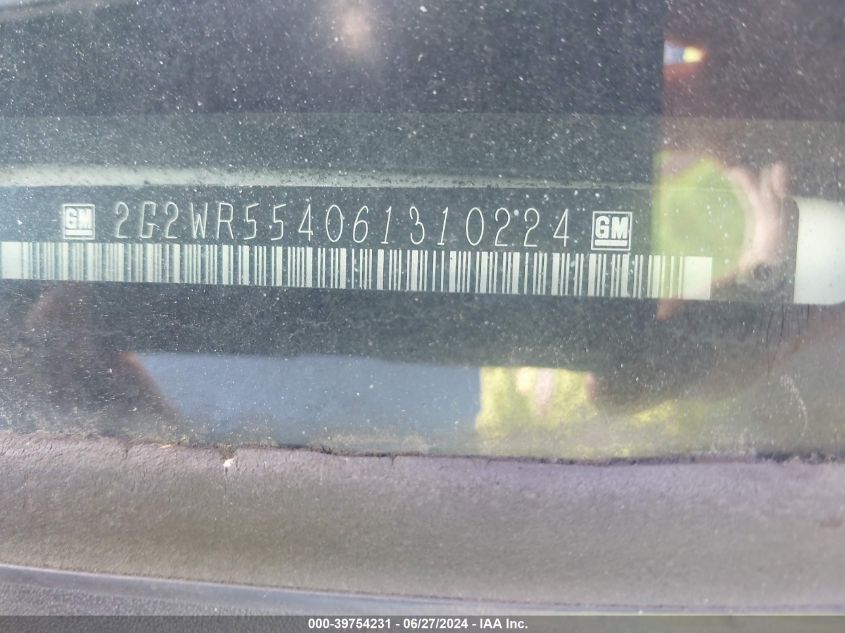 GM 2G2WR554061310224 GM
000-39754231 - 06/27/2024 - IAA Inc.